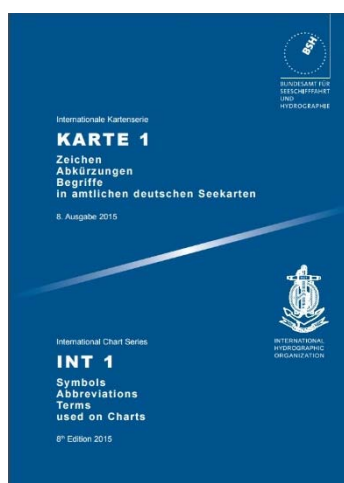 BSH
BUNDESAMT FÜR
SEESCHIFFFAHRT
UND
HYDROGRAPHIE
Internationale Kartenserie
KARTE 1
Zeichen
Abkürzungen
Begriffe
in amtlichen deutschen Seekarten
8. Ausgabe 2015
INTERNATIONAL
HYDROGRAPHIC
ORGANIZATION
International Chart Series
INT 1
Symbols
Abbreviations
Terms
used on Charts
8th Edition 2015